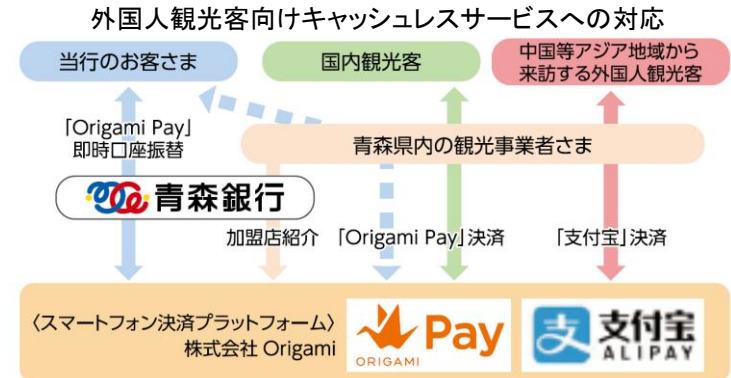 外国人観光客向けキャッシュレスサービスへの対応
当行のお客さま
国内観光客
中国等アジア地域から
来訪する外国人観光客
「Origami Pay」
即時口座振替
青森県内の観光事業者さま
青森銀行
加盟店紹介
「Origami Pay」決済
「支付宝」決済
〈スマートフォン決済プラットフォーム〉
株式会社 Origami
Pay
ORIGAMI
支
支付宝
ALIPAY